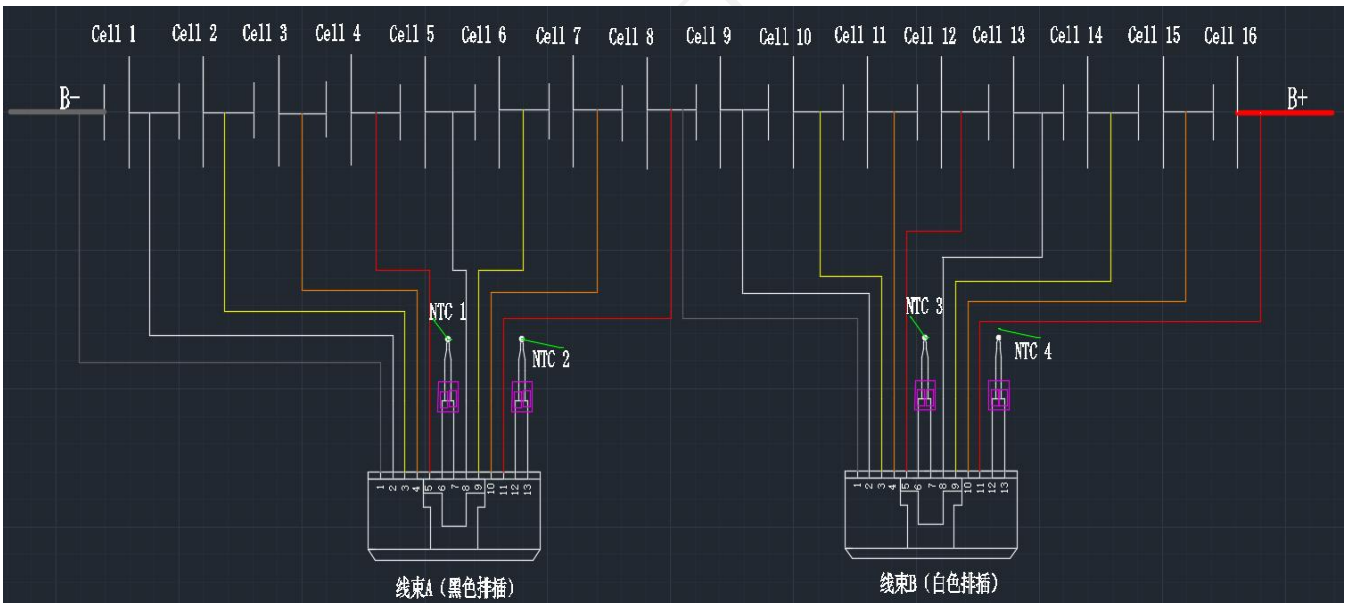 Cell 1 Cell 2 Cell 3 Cell 4 Cell 5 Cell 6 Cell 7 Cell 8 Cell 9 Cell 10 Cell 11 Cell 12 Cell 13 Cell 14 Cell 15 Cell 16
B- B+
NTC 1 NTC 3
NTC 2 NTC 4
1 2 3 4 5 6 7 8 9 10 11 12 13 1 2 3 4 5 6 7 8 9 10 11 12 13
线束A（黑色排插） 线束B（白色排插）